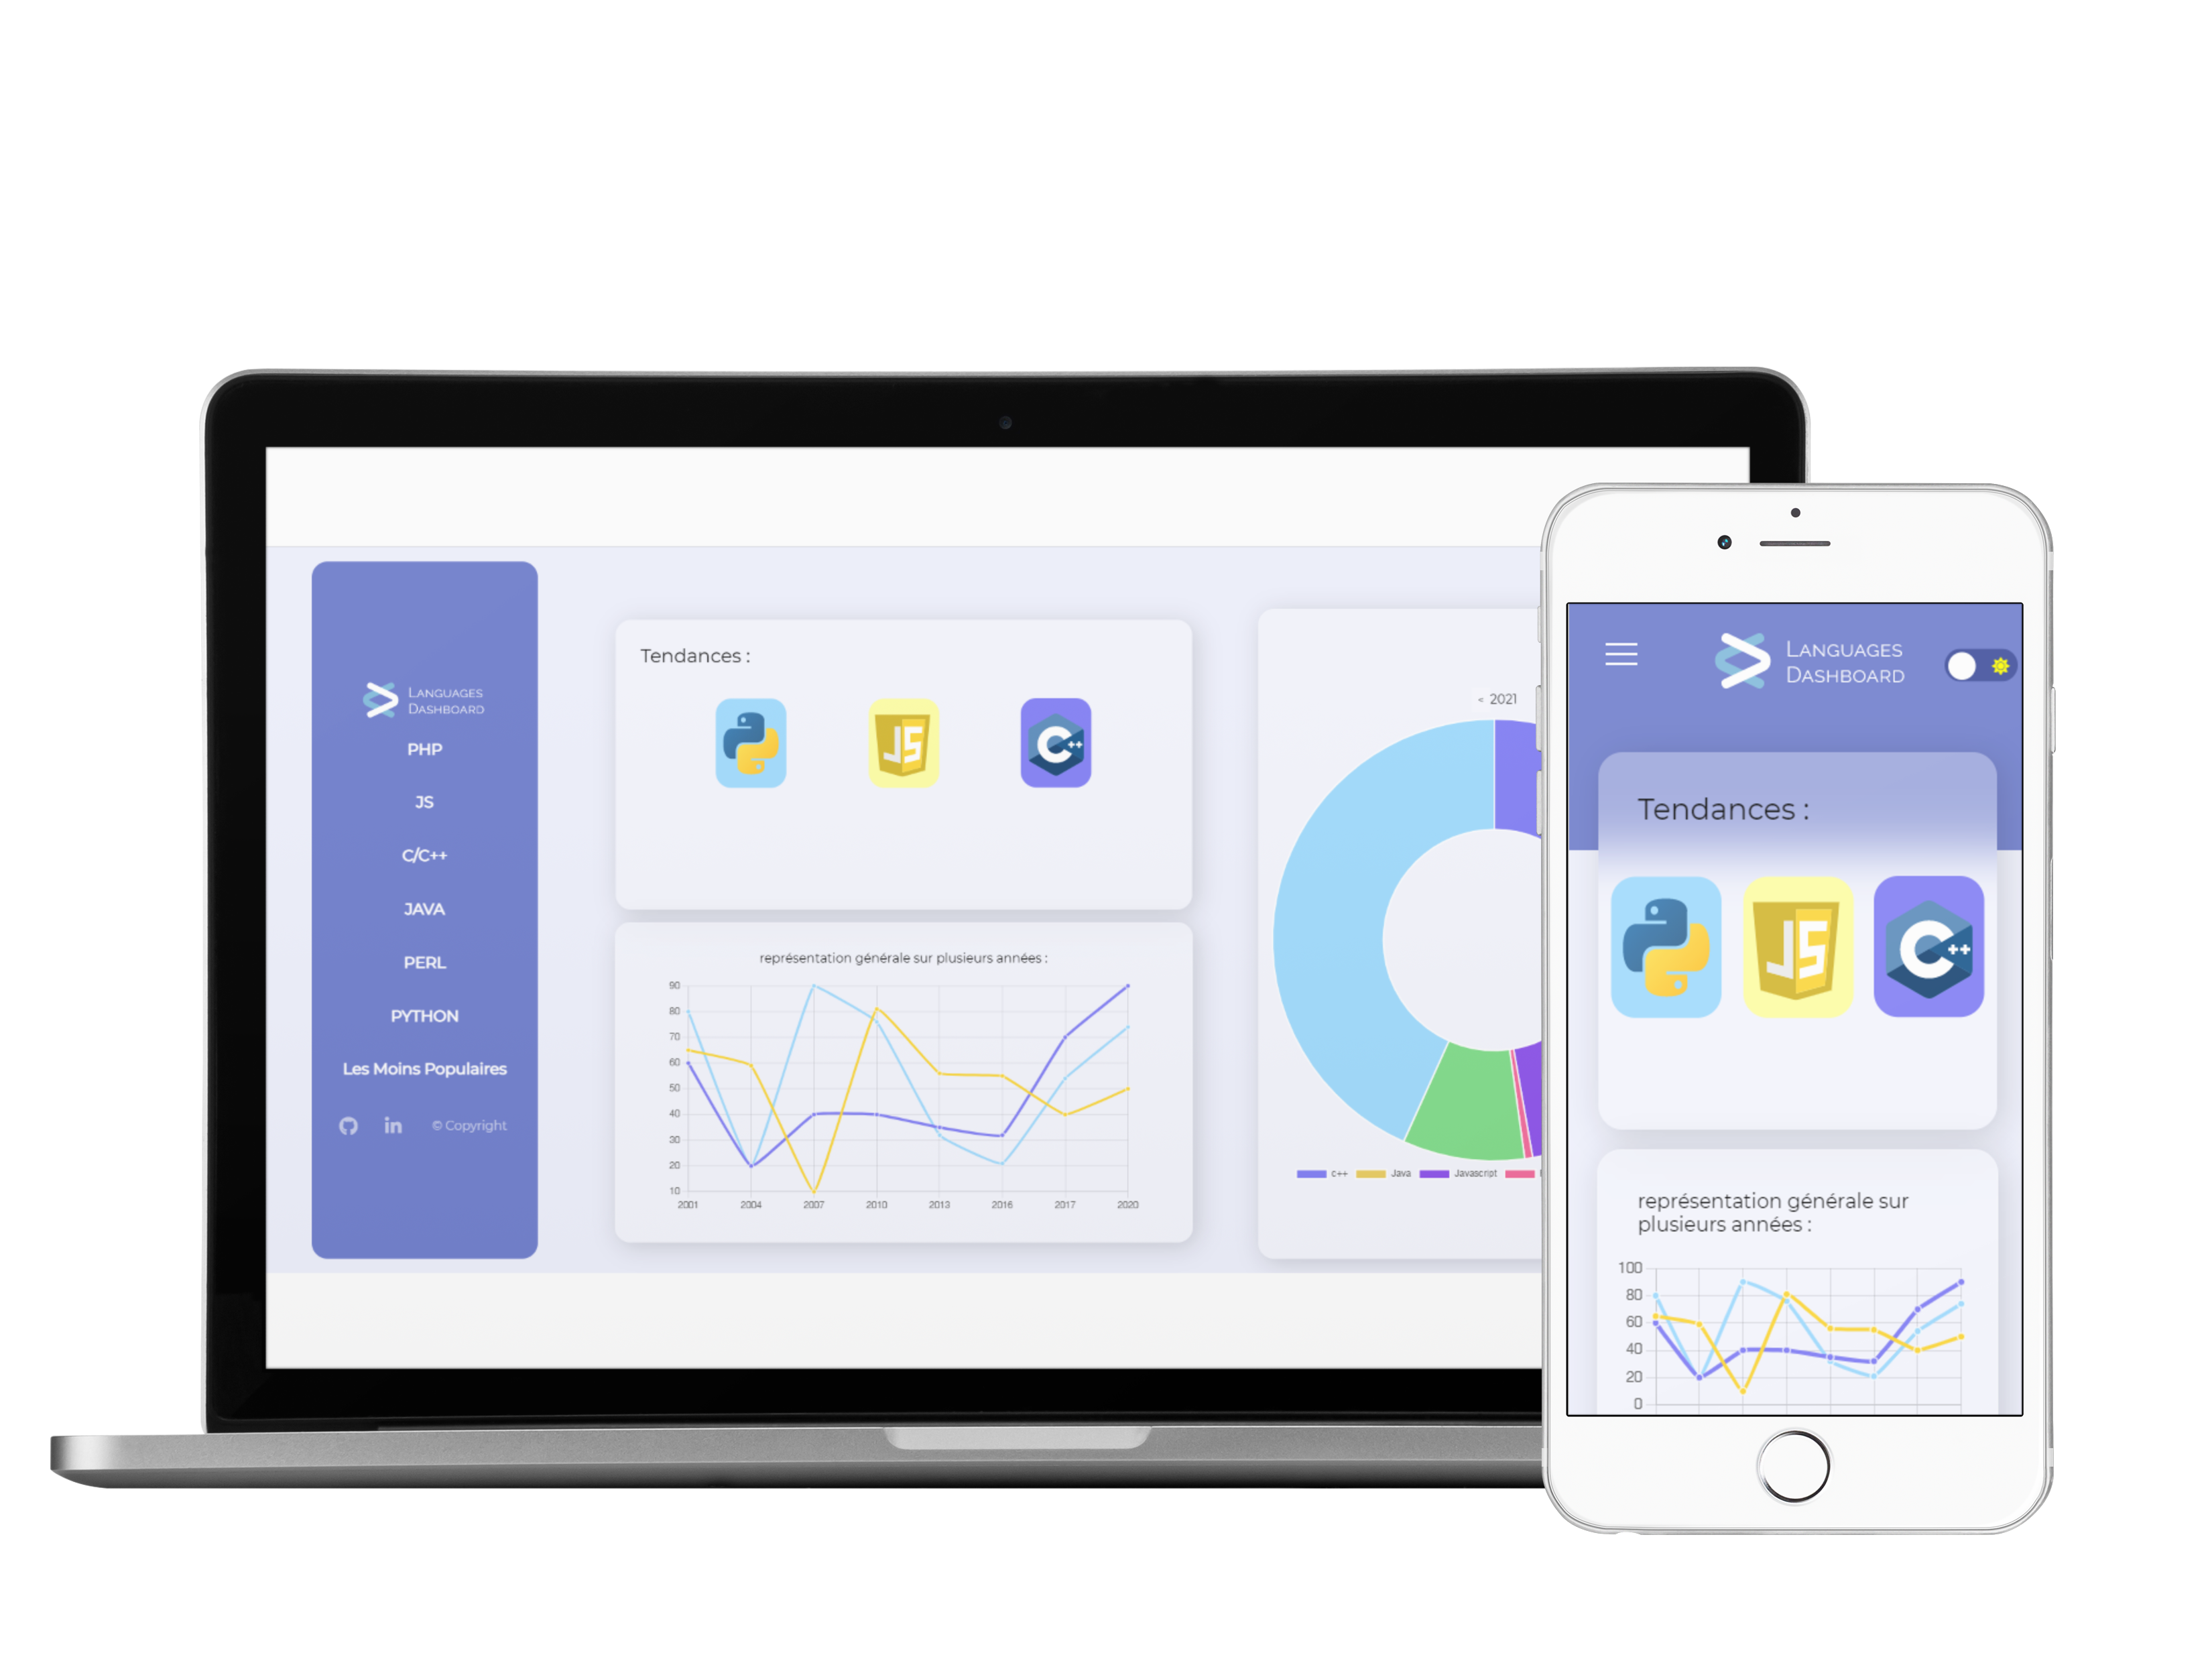 LANGUAGES
DASHBOARD
PHP
JS
C/C++
JAVA
PERL
PYTHON
Les Moins Populaires
in
© Copyright
Tendances :
JS
C++
représentation générale sur plusieurs années :
90
80
70
60
50
40
30
20
10
2001 2004 2007 2010 2013 2016 2017 2020
< 2021
c++ Java Javascript
LANGUAGES
DASHBOARD
Tendances :
JS
C++
représentation générale sur
plusieurs années :
100
80
60
40
20
0